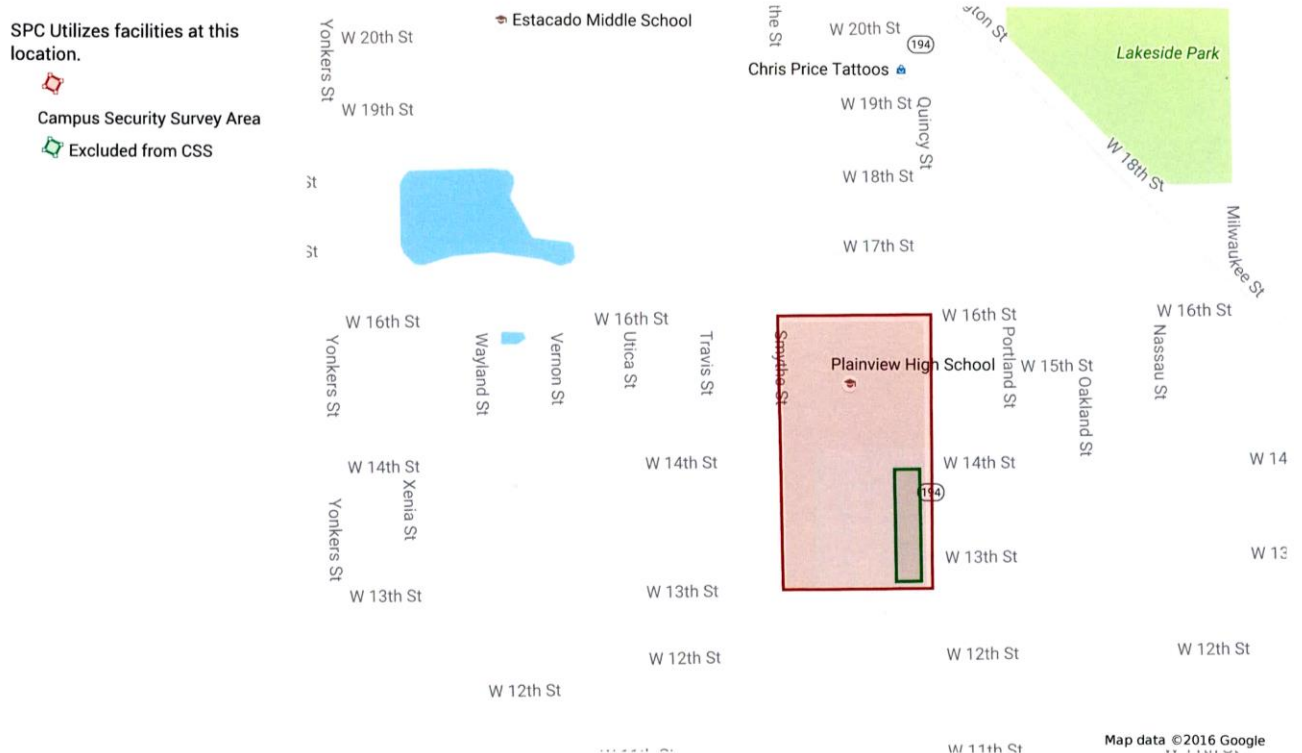 SPC Utilizes facilities at this
location.
Campus Security Survey Area
Excluded from CSS
Estacado Middle School
Yonkers St
W 20th St
W 19th St
St
St
W 20th St
194
Chris Price Tattoos
W 19th St
Quincy St
W 18th St
W 17th St
Lakeside Park
W 18th St
Milwaukee St
W 16th St
W 16th St
W 16th St
W 16th St
Yonkers St
Wayland St
Vernon St
Utica St
Travis St
Smythe St
Plainview High School
Portland St
W 15th St
Oakland St
Nassau St
W 14th St
W 14th St
W 14th St
W 14
Xenia St
Yonkers St
194
W 13th St
W 13
W 13th St
W 13th St
W 12th St
W 12th St
W 12th St
W 12th St
W 11th St
Map data ©2016 Google